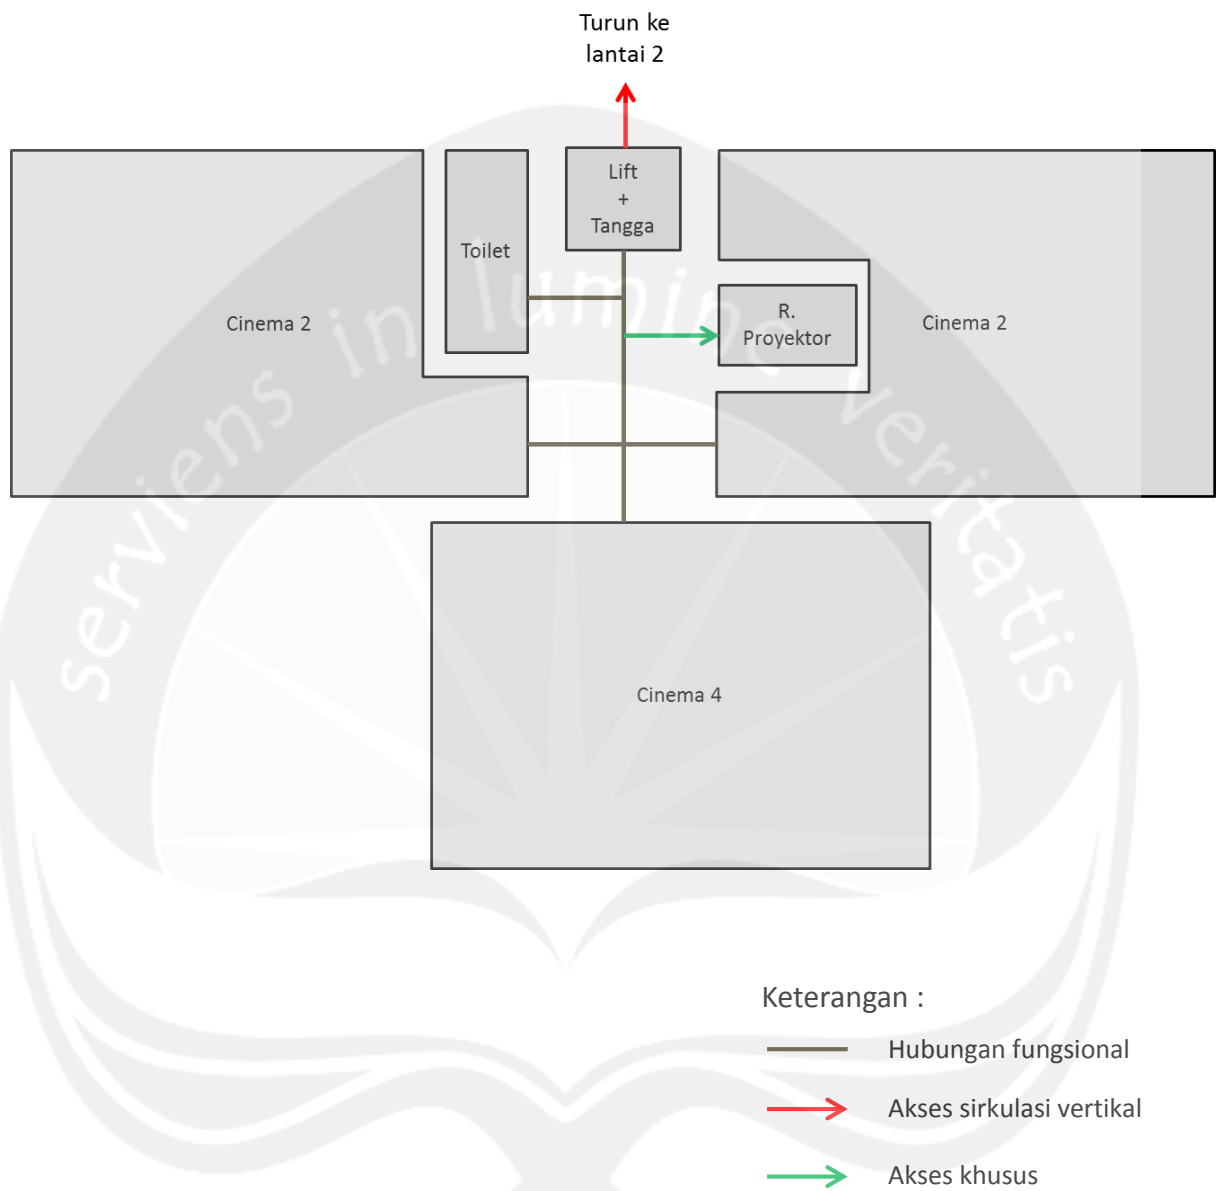 Turun ke
lantai 2
Lift
+
Tangga
Toilet
Cinema 2
R.
Proyektor
Cinema 2
Cinema 4
serviens in lumine veritatis
Keterangan :
Hubungan fungsional
Akses sirkulasi vertikal
Akses khusus